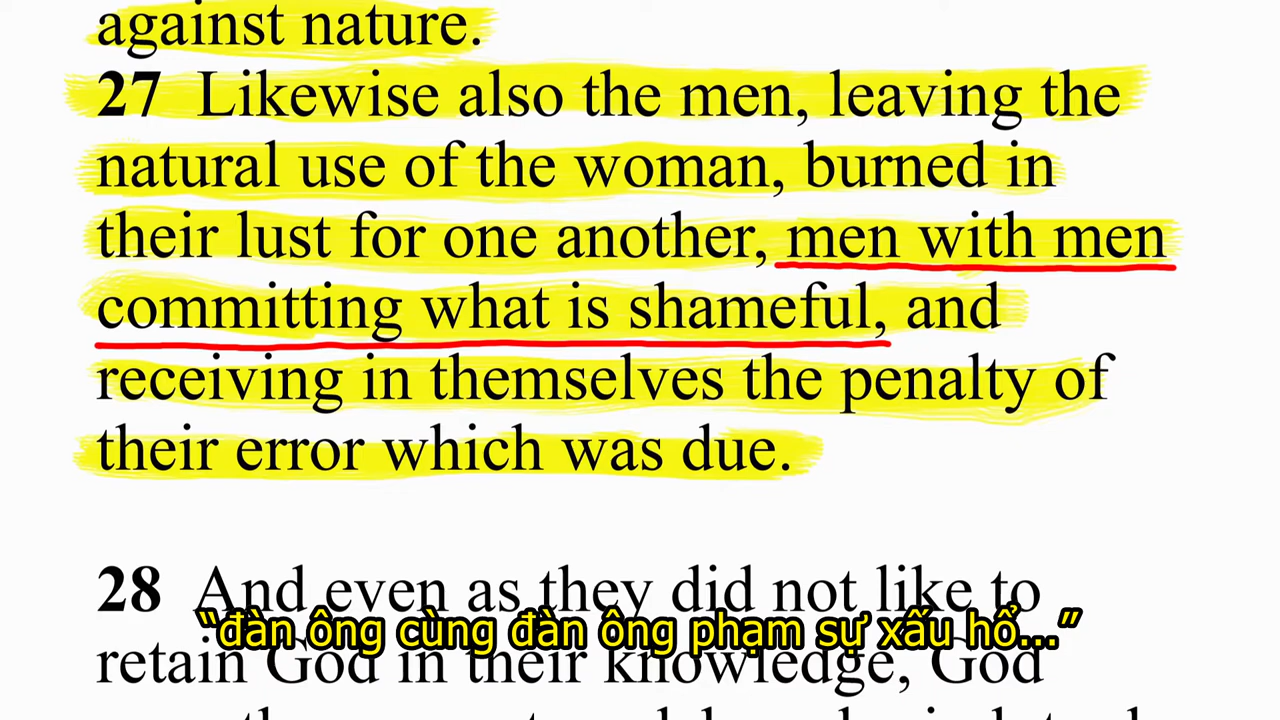 against nature.
27 Likewise also the men, leaving the
natural use of the woman, burned in
their lust for one another, men with men
committing what is shameful, and
receiving in themselves the penalty of
their error which was due.
28 And even as they did not like to
“đàn ông cùng đàn ông phạm sự xấu hổ...”
retain God in their knowledge, God